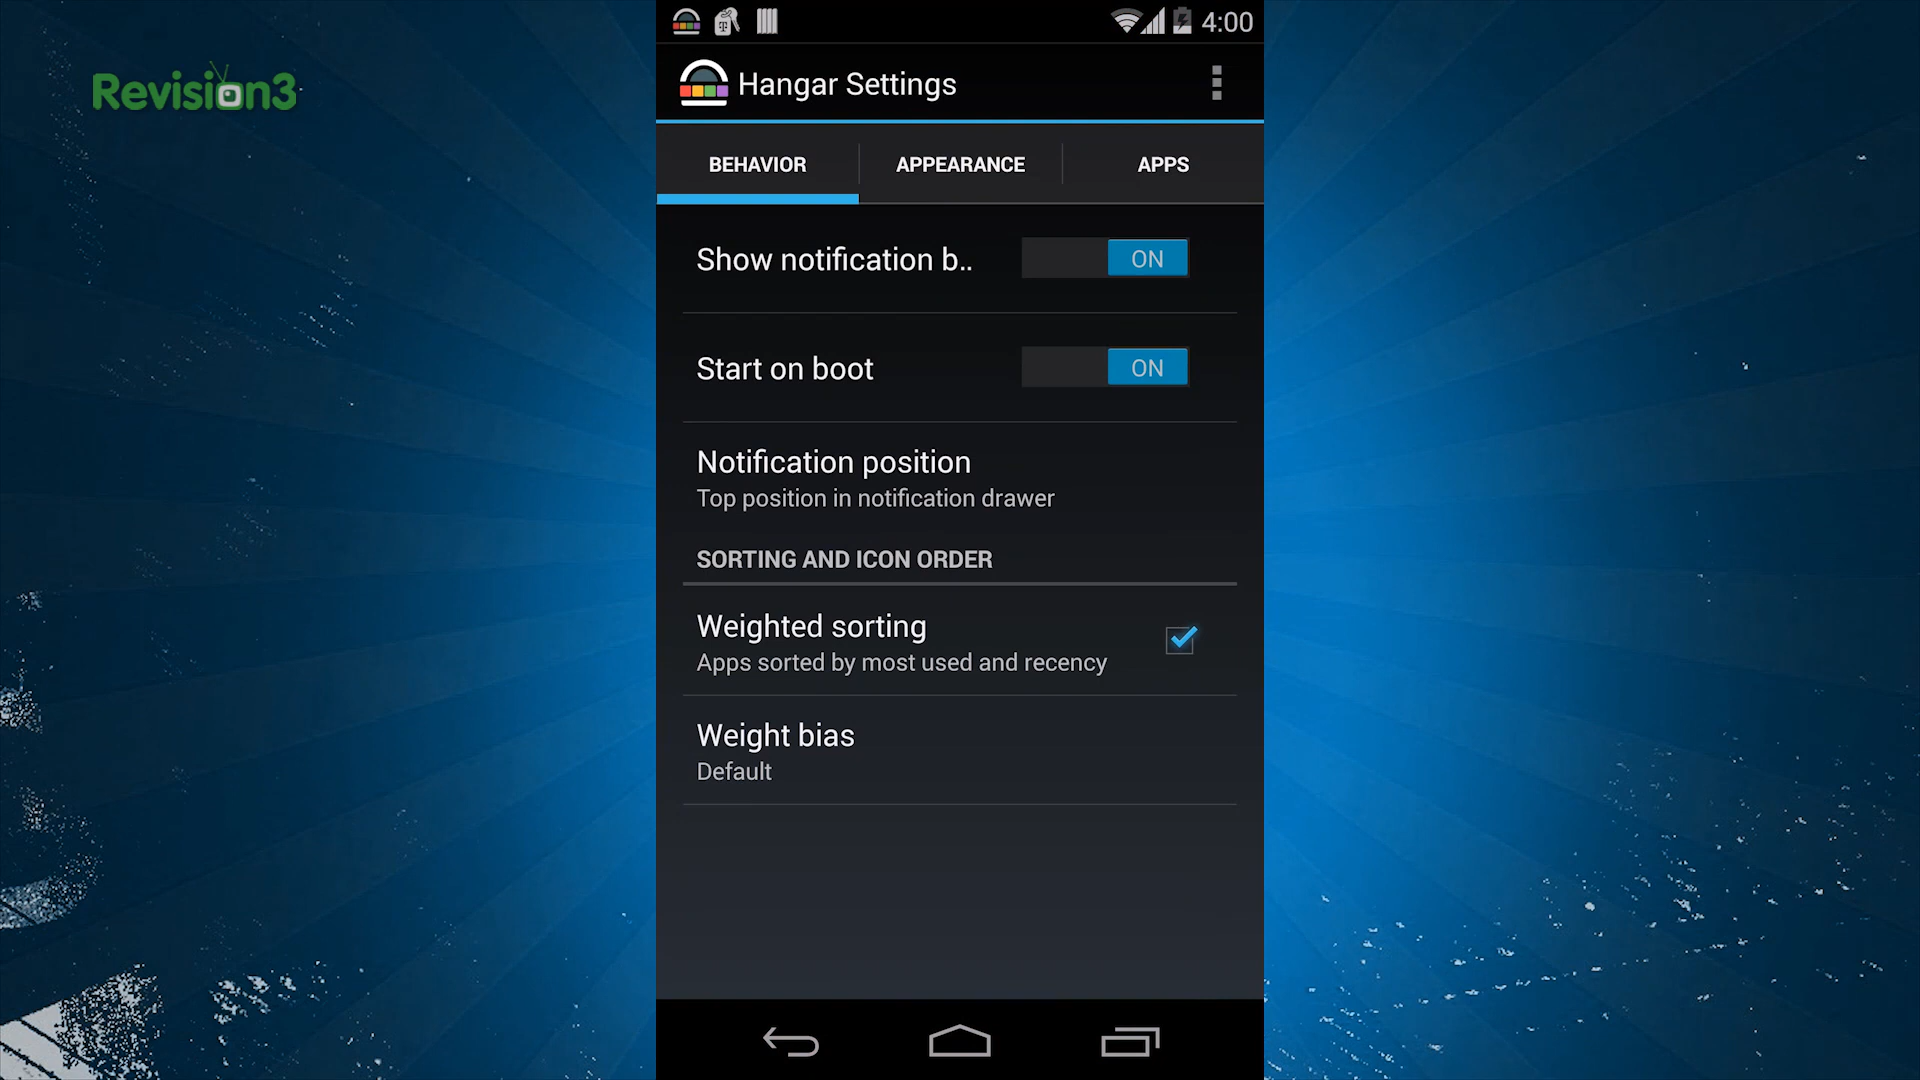 Revision3
4:00
Hangar Settings
BEHAVIOR
APPEARANCE
APPS
Show notification b..
ON
Start on boot
ON
Notification position
Top position in notification drawer
SORTING AND ICON ORDER
Weighted sorting
Apps sorted by most used and recency
Weight bias
Default